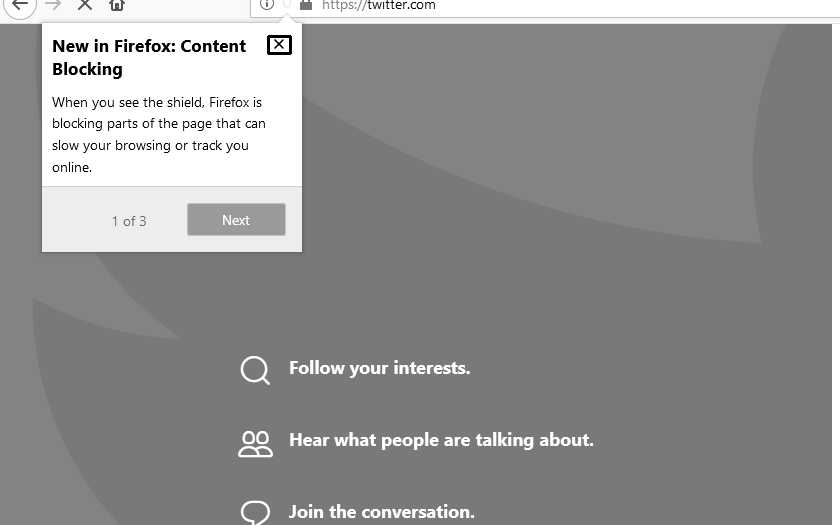 https://twitter.com
New in Firefox: Content
Blocking
When you see the shield, Firefox is
blocking parts of the page that can
slow your browsing or track you
online.
1 of 3
Next
Follow your interests.
Hear what people are talking about.
Join the conversation.